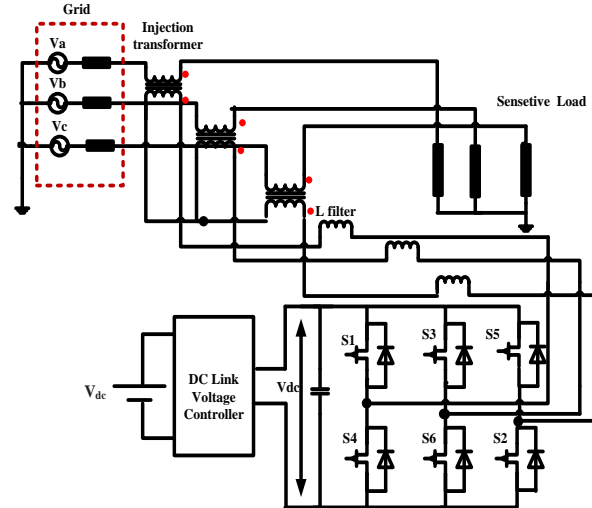 Grid
Injection
transformer
Va
Vb
Vc
Sensetive Load
L filter
S1
S3
S5
Vdc
DC Link
Voltage
Controller
Vdc
S4
S6
S2